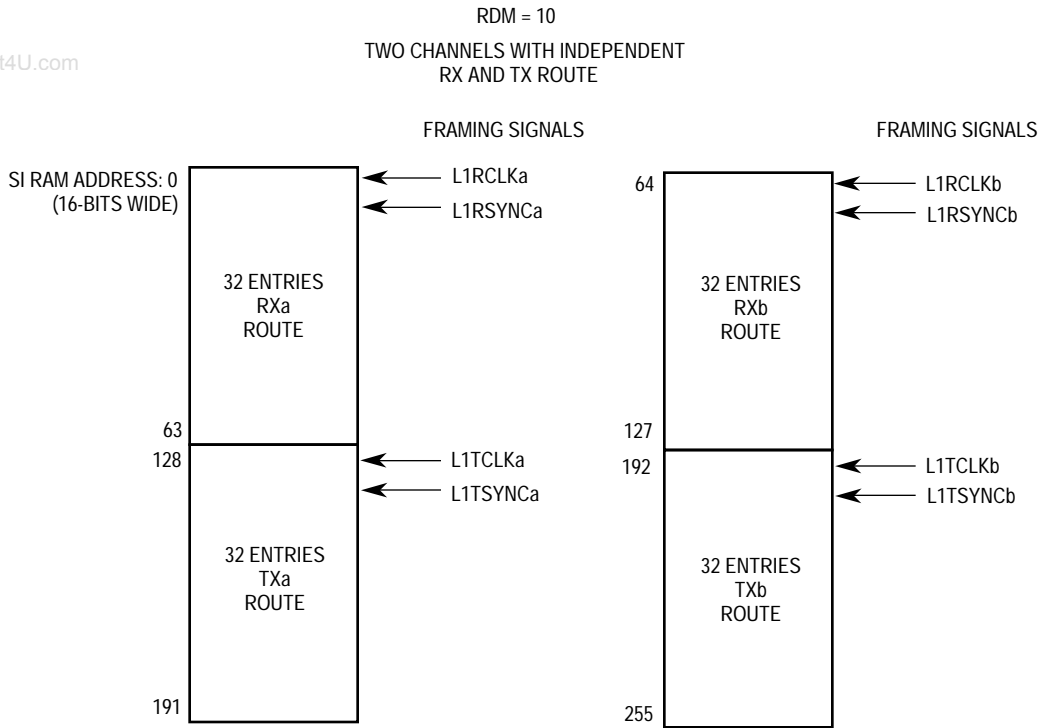 RDM = 10
t4U.com
TWO CHANNELS WITH INDEPENDENT
RX AND TX ROUTE
FRAMING SIGNALS
FRAMING SIGNALS
SI RAM ADDRESS: 0
(16-BITS WIDE)
L1RCLKa
L1RSYNCa
32 ENTRIES
RXa
ROUTE
63
128
L1TCLKa
L1TSYNCa
32 ENTRIES
TXa
ROUTE
191
64
L1RCLKb
L1RSYNCb
32 ENTRIES
RXb
ROUTE
127
192
L1TCLKb
L1TSYNCb
32 ENTRIES
TXb
ROUTE
255